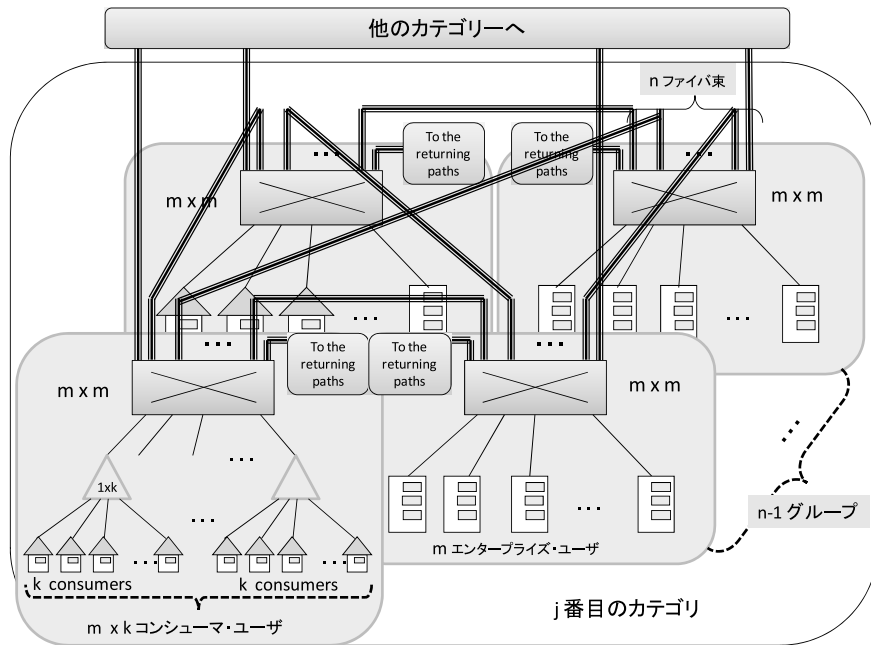 他のカテゴリーへ
n ファイバ束
To the
returning
paths
To the
returning
paths
・・・
・・・
m x m
m x m
・・・
・・・
・・・
・・・
To the
returning
paths
To the
returning
paths
m x m
m x m
・・・
・・・
1xk
・・・
・・・
n-1 グループ
・・・
・・・
m エンタープライズ・ユーザ
k consumers
k consumers
j 番目のカテゴリ
m x k コンシューマ・ユーザ